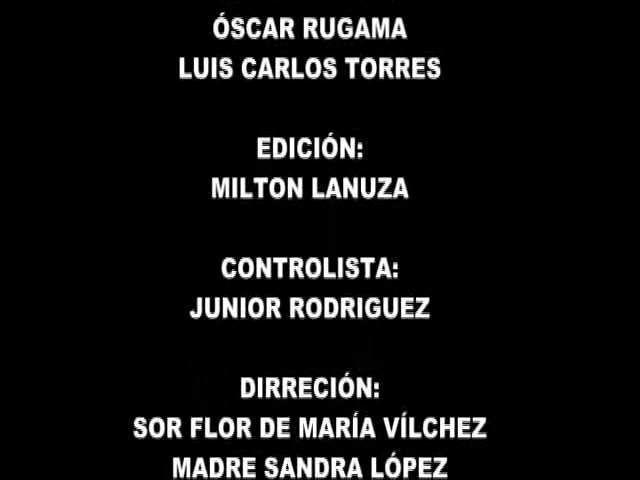 ÓSCAR RUGAMA
LUIS CARLOS TORRES
EDICIÓN:
MILTON LANUZA
CONTROLISTA:
JUNIOR RODRIGUEZ
DIRRECIÓN:
SOR FLOR DE MARÍA VÍLCHEZ
MADRE SANDRA LÓPEZ